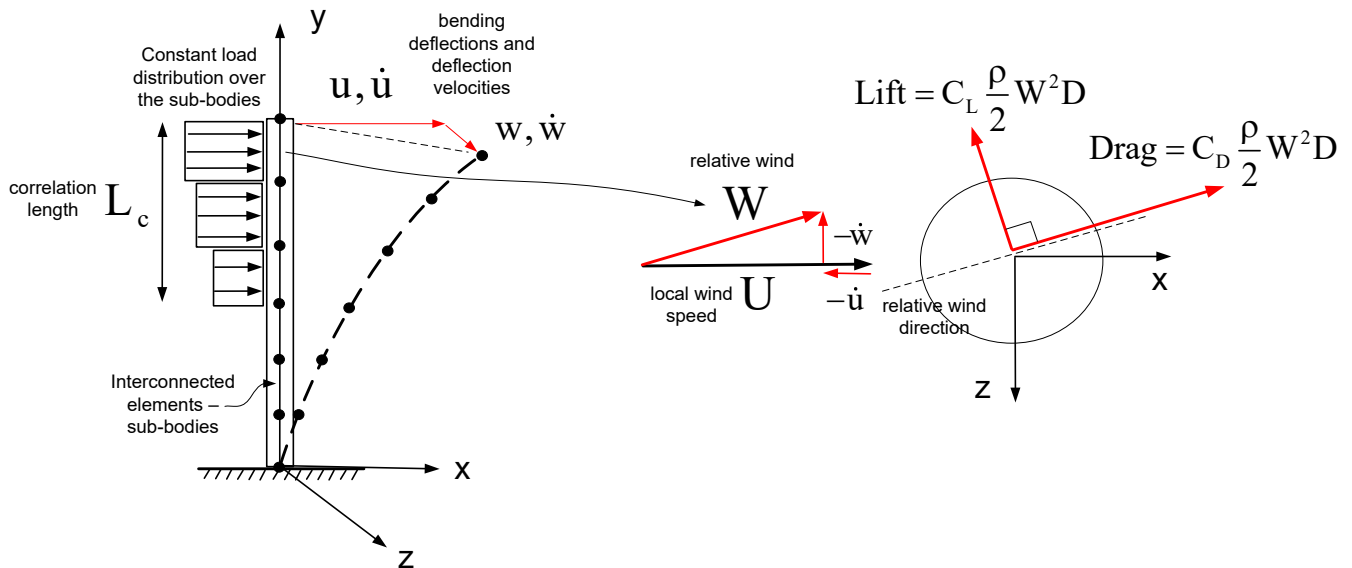 y
bending
deflections and
deflection
velocities
Constant load
distribution over
the sub-bodies
u, u̇
w, ẇ
correlation
length
L_c
Interconnected
elements
sub-bodies
x
z
relative wind
W
−ẇ
local wind
speed
U
−u̇
Lift = C_L ρ/2 W²D
Drag = C_D ρ/2 W²D
relative wind
direction
x
z